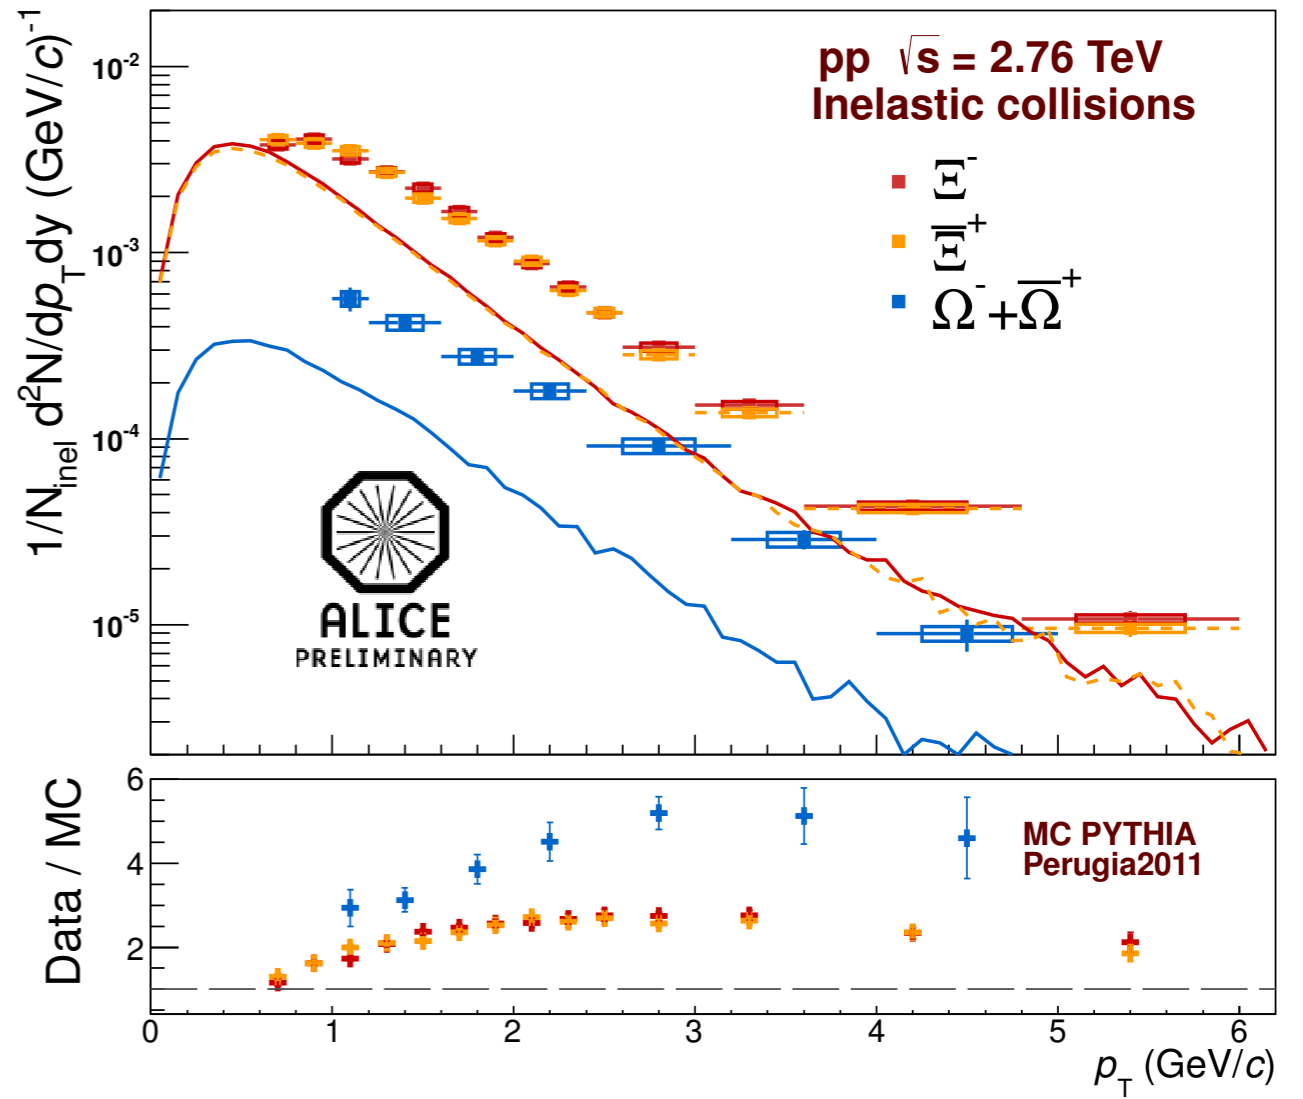 1/N_inel d²N/dp_Tdy (GeV/c)⁻¹
10⁻²
10⁻³
10⁻⁴
10⁻⁵
pp √s = 2.76 TeV
Inelastic collisions
Ξ⁻
Ξ̅⁺
Ω⁻+Ω̅⁺
ALICE
PRELIMINARY
Data / MC
6
4
2
MC PYTHIA
Perugia2011
0 1 2 3 4 5 6
p_T (GeV/c)